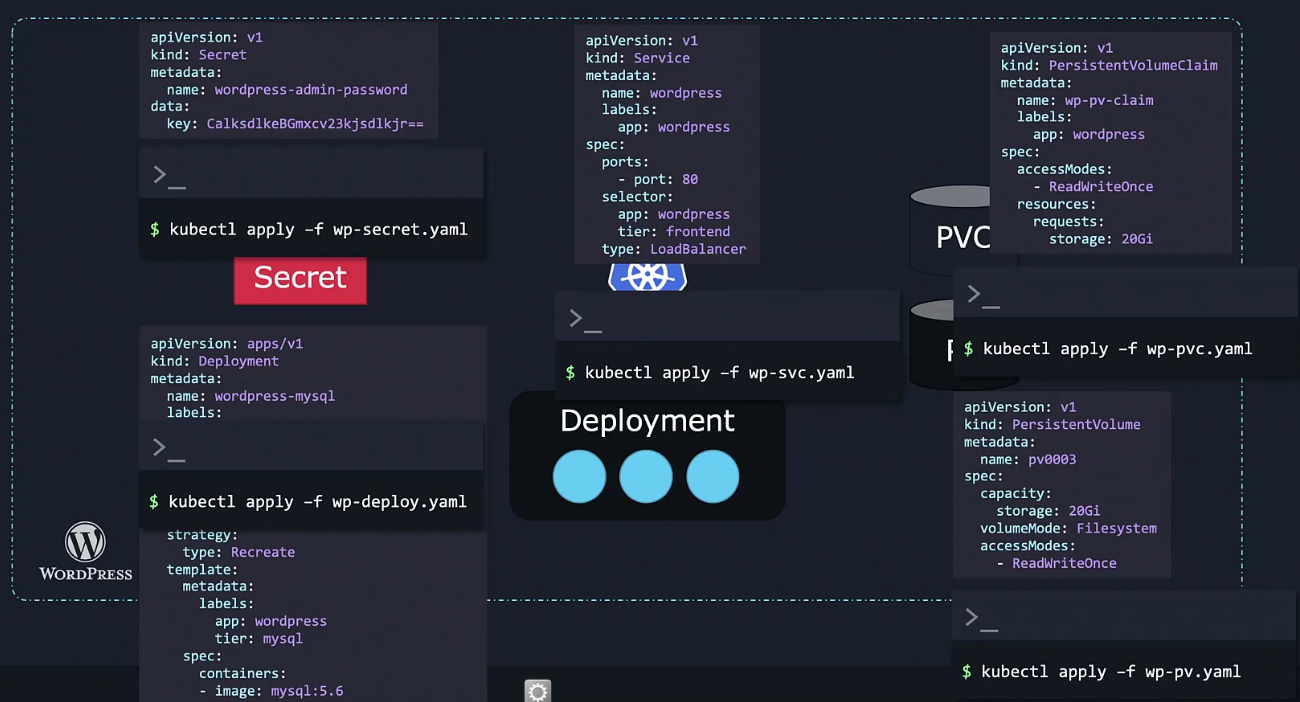 apiVersion: v1
kind: Secret
metadata:
  name: wordpress-admin-password
data:
  key: CalksdlkeBGmxcv23kjsdlkjr==
>_
$ kubectl apply –f wp-secret.yaml
Secret
apiVersion: apps/v1
kind: Deployment
metadata:
  name: wordpress-mysql
  labels:
>_
$ kubectl apply –f wp-deploy.yaml
  strategy:
    type: Recreate
  template:
    metadata:
      labels:
        app: wordpress
        tier: mysql
    spec:
      containers:
      - image: mysql:5.6
WORDPRESS
apiVersion: v1
kind: Service
metadata:
  name: wordpress
  labels:
    app: wordpress
spec:
  ports:
    - port: 80
  selector:
    app: wordpress
    tier: frontend
  type: LoadBalancer
>_
$ kubectl apply –f wp-svc.yaml
Deployment
apiVersion: v1
kind: PersistentVolumeClaim
metadata:
  name: wp-pv-claim
  labels:
    app: wordpress
spec:
  accessModes:
    - ReadWriteOnce
  resources:
    requests:
      storage: 20Gi
PVC
>_
$ kubectl apply –f wp-pvc.yaml
apiVersion: v1
kind: PersistentVolume
metadata:
  name: pv0003
spec:
  capacity:
    storage: 20Gi
  volumeMode: Filesystem
  accessModes:
    - ReadWriteOnce
>_
$ kubectl apply –f wp-pv.yaml